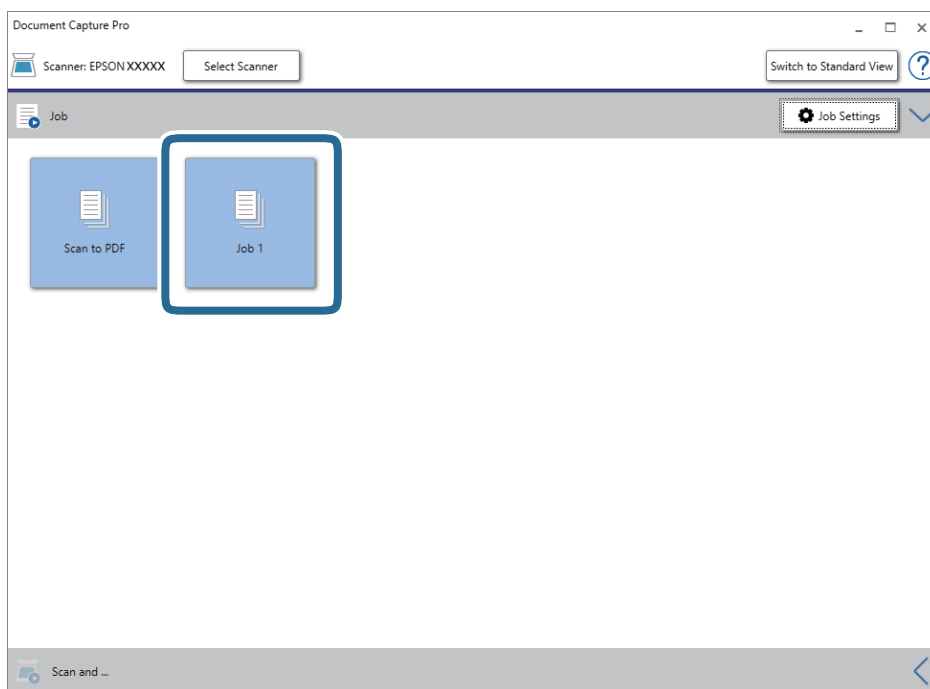 Document Capture Pro
Scanner: EPSON XXXXX
Select Scanner
Switch to Standard View
?
Job
Job Settings
Scan to PDF
Job 1
Scan and ...